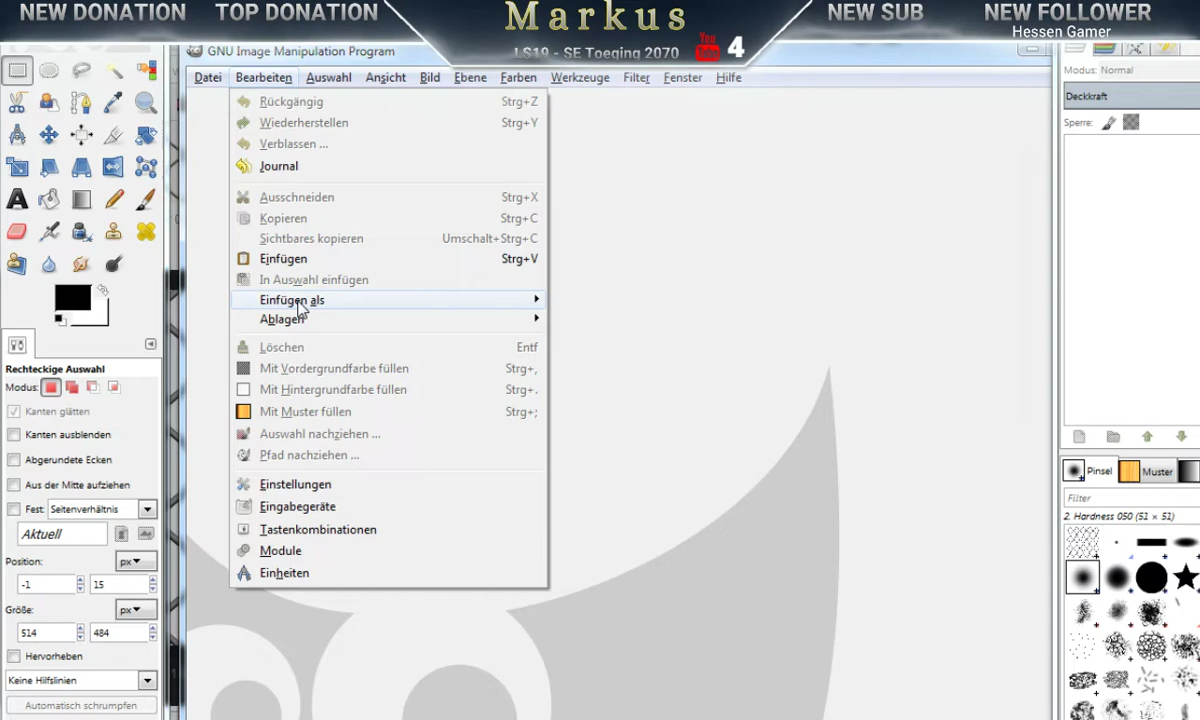 NEW DONATION
TOP DONATION
Markus
NEW SUB
NEW FOLLOWER
Hessen Gamer
LS19 - SE Toeging 2070
You Tube
4
GNU Image Manipulation Program
Datei Bearbeiten Auswahl Ansicht Bild Ebene Farben Werkzeuge Filter Fenster Hilfe
Rückgängig Strg+Z
Wiederherstellen Strg+Y
Verblassen ...
Journal
Ausschneiden Strg+X
Kopieren Strg+C
Sichtbares kopieren Umschalt+Strg+C
Einfügen Strg+V
In Auswahl einfügen
Einfügen als
Ablagen
Löschen Entf
Mit Vordergrundfarbe füllen Strg+,
Mit Hintergrundfarbe füllen Strg+.
Mit Muster füllen Strg+;
Auswahl nachziehen ...
Pfad nachziehen ...
Einstellungen
Eingabegeräte
Tastenkombinationen
Module
Einheiten
Rechteckige Auswahl
Modus:
Kanten glätten
Kanten ausblenden
Abgerundete Ecken
Aus der Mitte aufziehen
Fest: Seitenverhältnis
Aktuell
Position: px
-1 15
Größe: px
514 484
Hervorheben
Keine Hilfslinien
Automatisch schrumpfen
Modus: Normal
Deckkraft
Sperre:
Pinsel Muster
Filter
2. Hardness 050 (51 × 51)